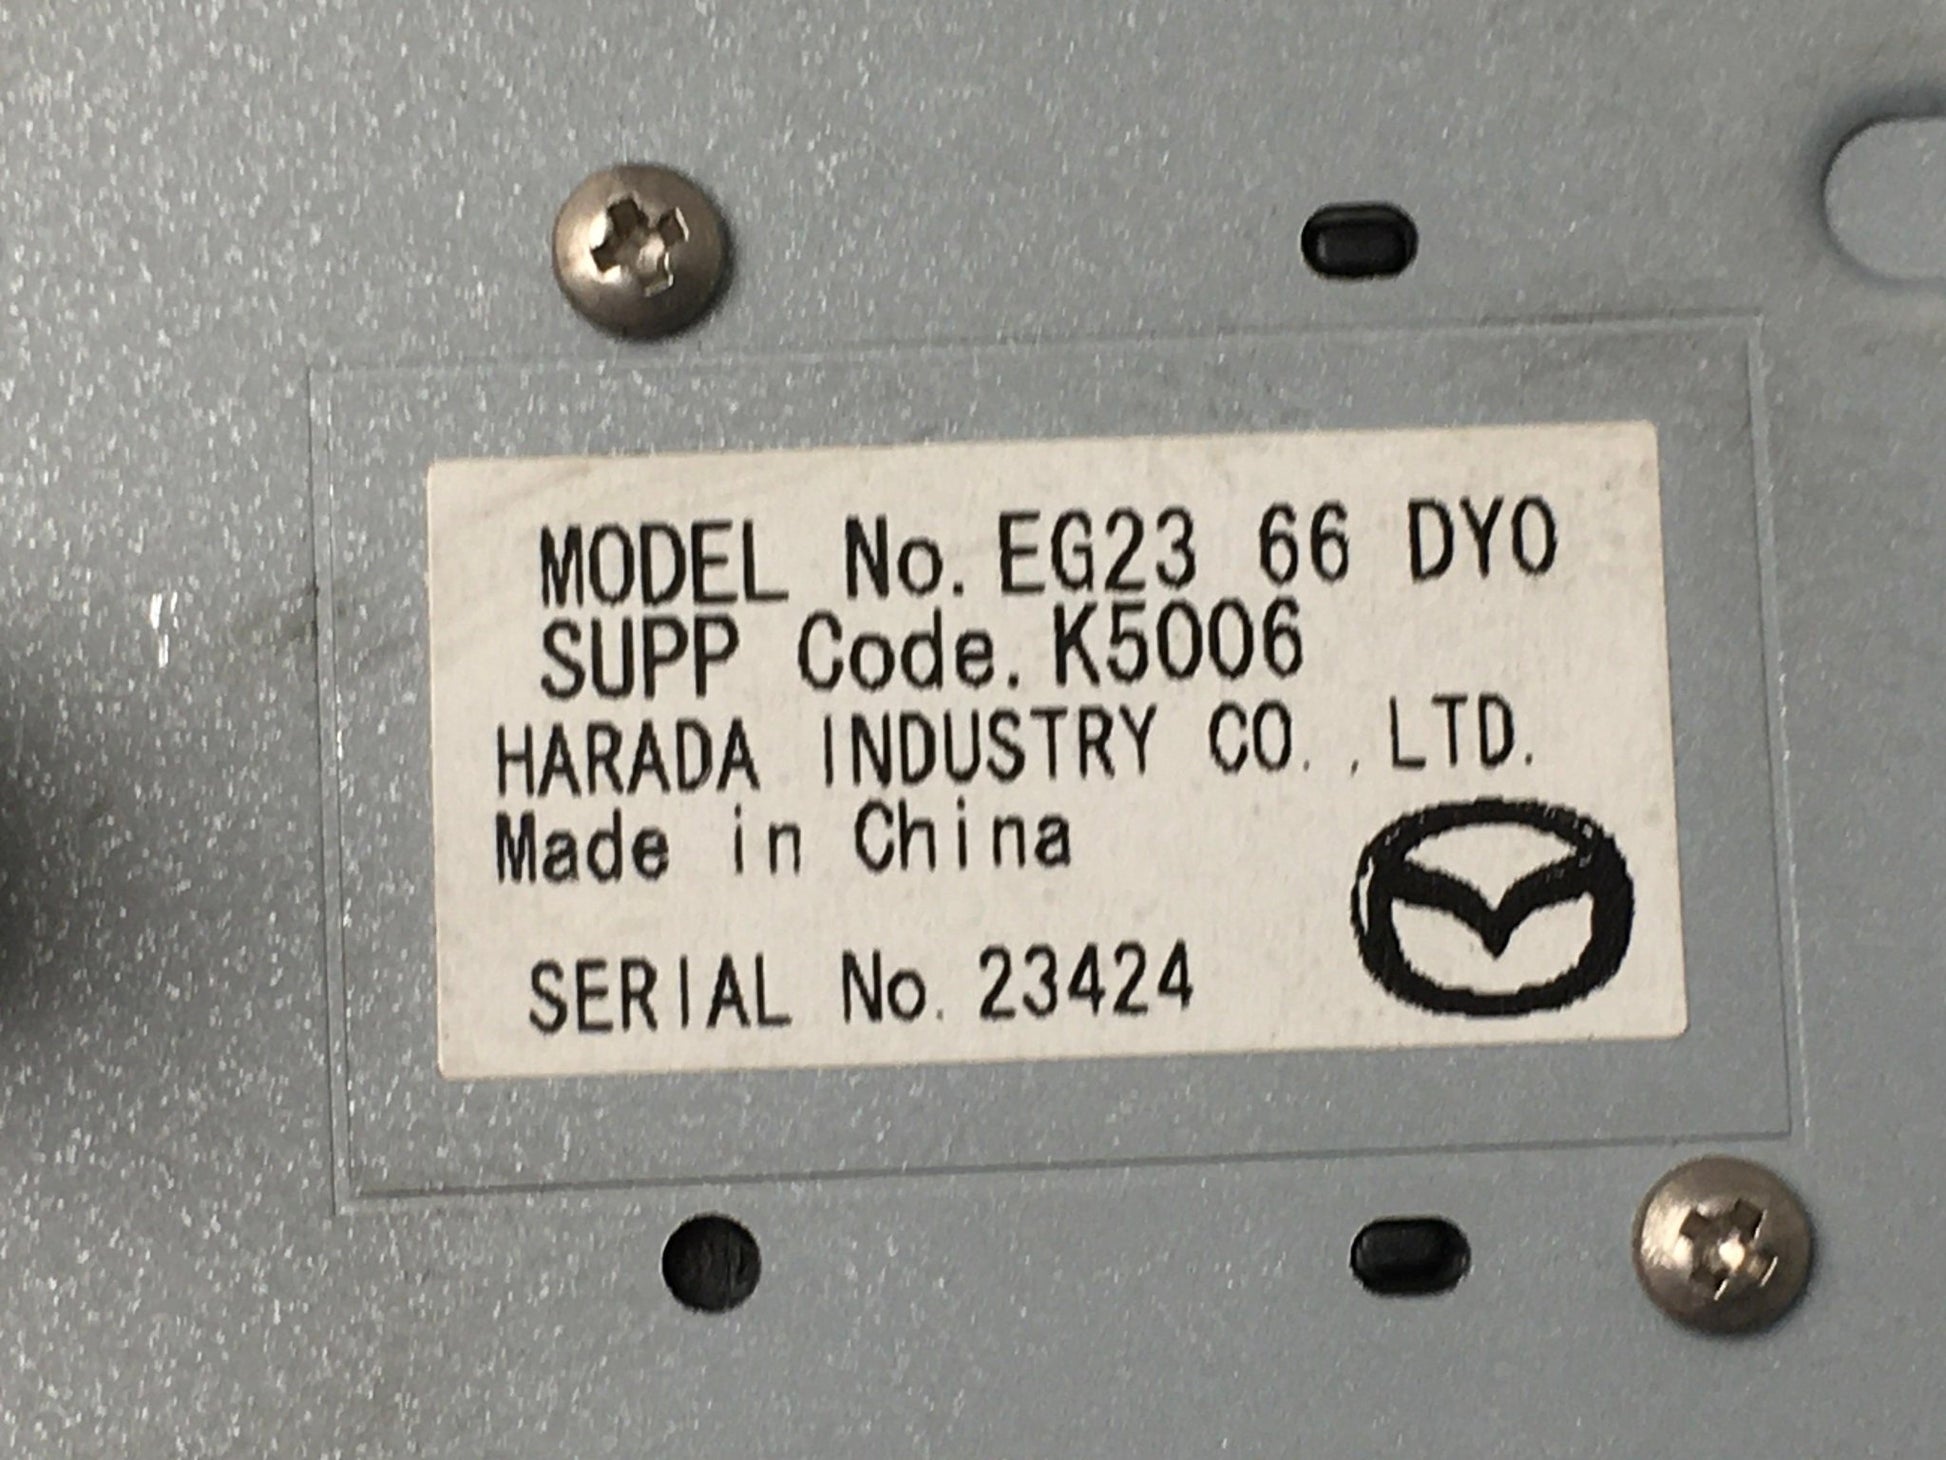 MODEL No. EG23 66 DY0
SUPP Code. K5006
HARADA INDUSTRY CO., LTD.
Made in China
SERIAL No. 23424